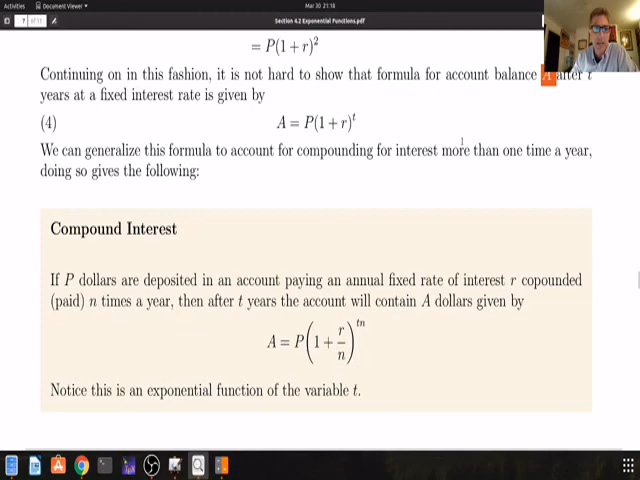 Activities Document Viewer
Mar 30 21:18
7 of 11
Section 4.2 Exponential Functions.pdf
= P(1 + r)²
Continuing on in this fashion, it is not hard to show that formula for account balance A after t
years at a fixed interest rate is given by
(4) A = P(1 + r)ᵗ
We can generalize this formula to account for compounding for interest more than one time a year,
doing so gives the following:
Compound Interest
If P dollars are deposited in an account paying an annual fixed rate of interest r copounded
(paid) n times a year, then after t years the account will contain A dollars given by
A = P(1 + r/n)ᵗⁿ
Notice this is an exponential function of the variable t.